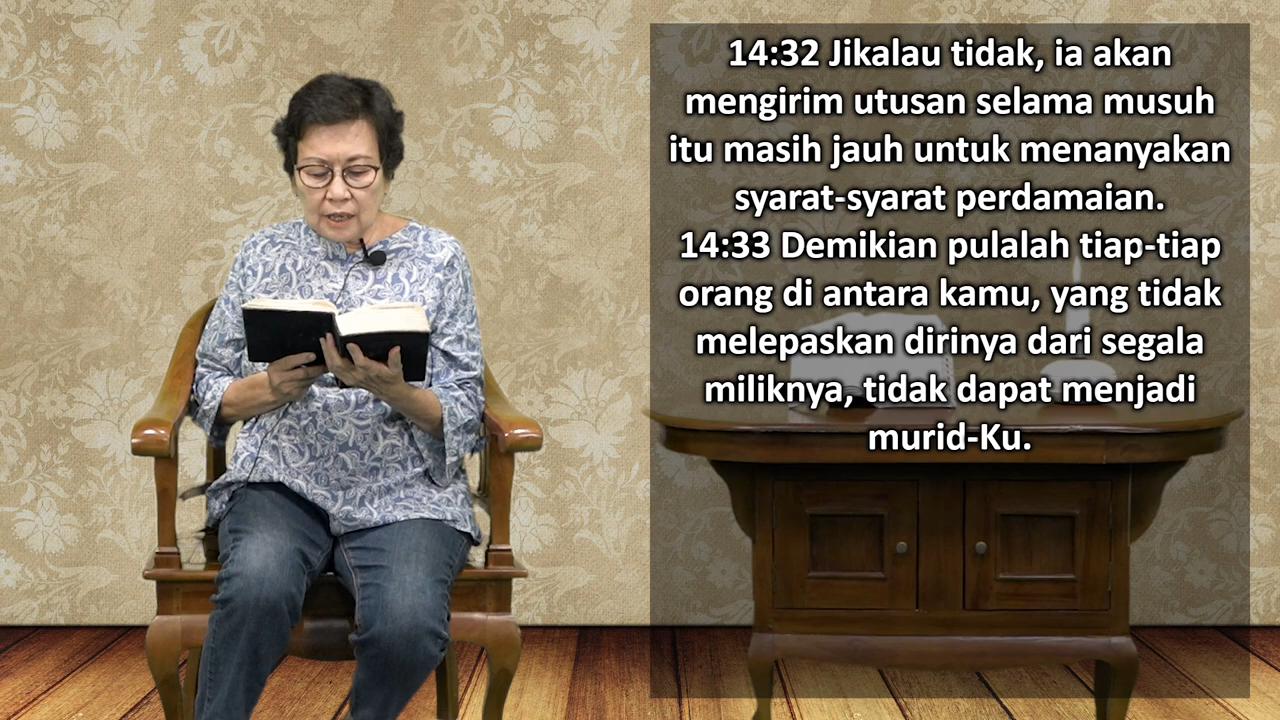 14:32 Jikalau tidak, ia akan
mengirim utusan selama musuh
itu masih jauh untuk menanyakan
syarat-syarat perdamaian.
14:33 Demikian pulalah tiap-tiap
orang di antara kamu, yang tidak
melepaskan dirinya dari segala
miliknya, tidak dapat menjadi
murid-Ku.